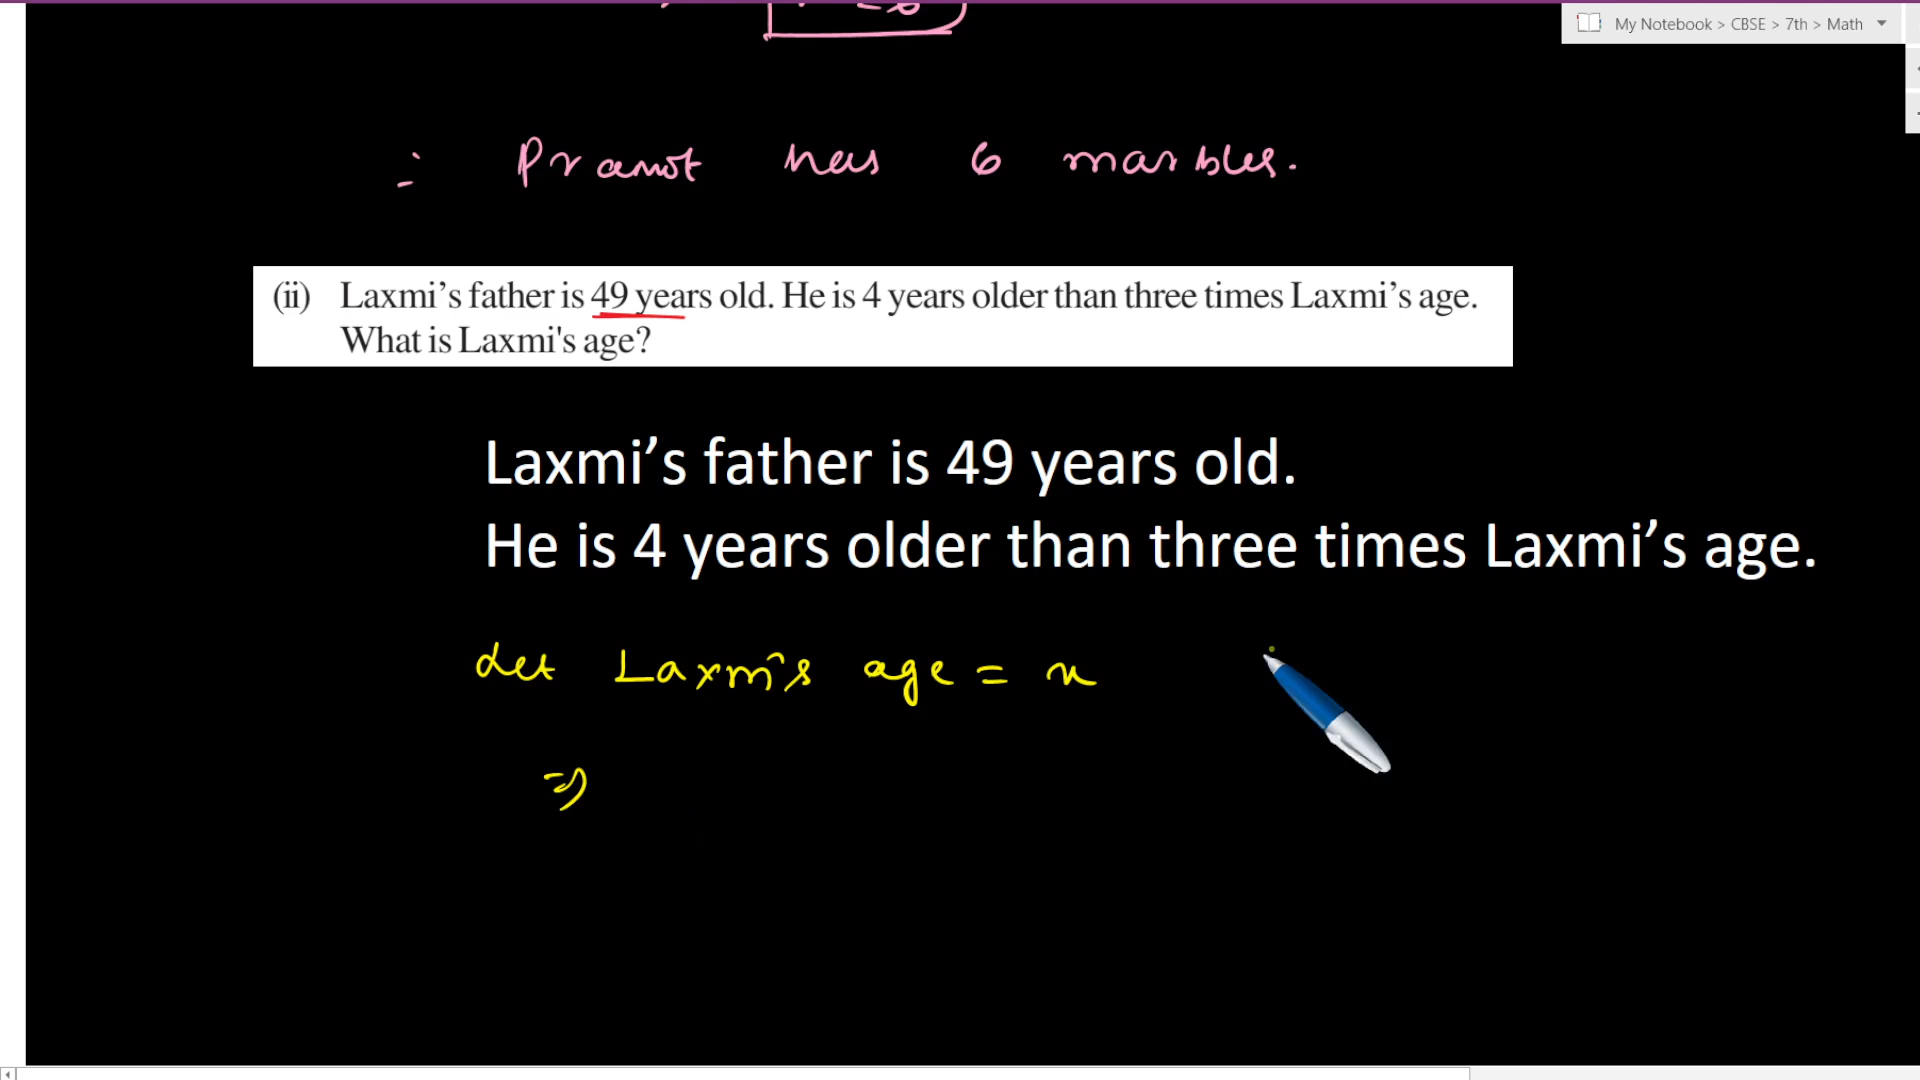 My Notebook > CBSE > 7th > Math
∴ Pranot has 6 marbles.
(ii) Laxmi’s father is 49 years old. He is 4 years older than three times Laxmi’s age.
What is Laxmi's age?
Laxmi’s father is 49 years old.
He is 4 years older than three times Laxmi’s age.
Let Laxmi's age = x
⇒